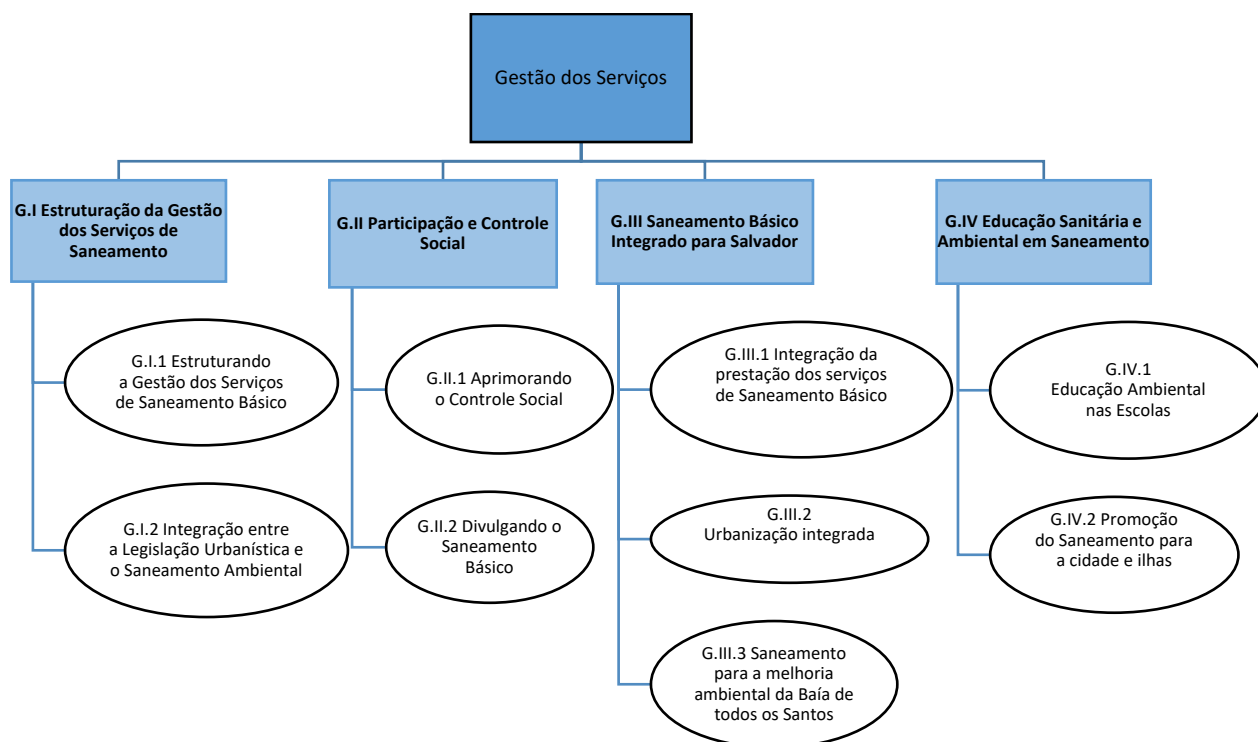 Gestão dos Serviços
G.I Estruturação da Gestão
dos Serviços de
Saneamento
G.II Participação e Controle
Social
G.III Saneamento Básico
Integrado para Salvador
G.IV Educação Sanitária e
Ambiental em Saneamento
G.I.1 Estruturando
a Gestão dos Serviços
de Saneamento Básico
G.II.1 Aprimorando
o Controle Social
G.III.1 Integração da
prestação dos serviços
de Saneamento Básico
G.IV.1
Educação Ambiental
nas Escolas
G.I.2 Integração entre
a Legislação Urbanística e
o Saneamento Ambiental
G.II.2 Divulgando o
Saneamento
Básico
G.III.2
Urbanização integrada
G.IV.2 Promoção
do Saneamento para
a cidade e ilhas
G.III.3 Saneamento
para a melhoria
ambiental da Baía de
todos os Santos